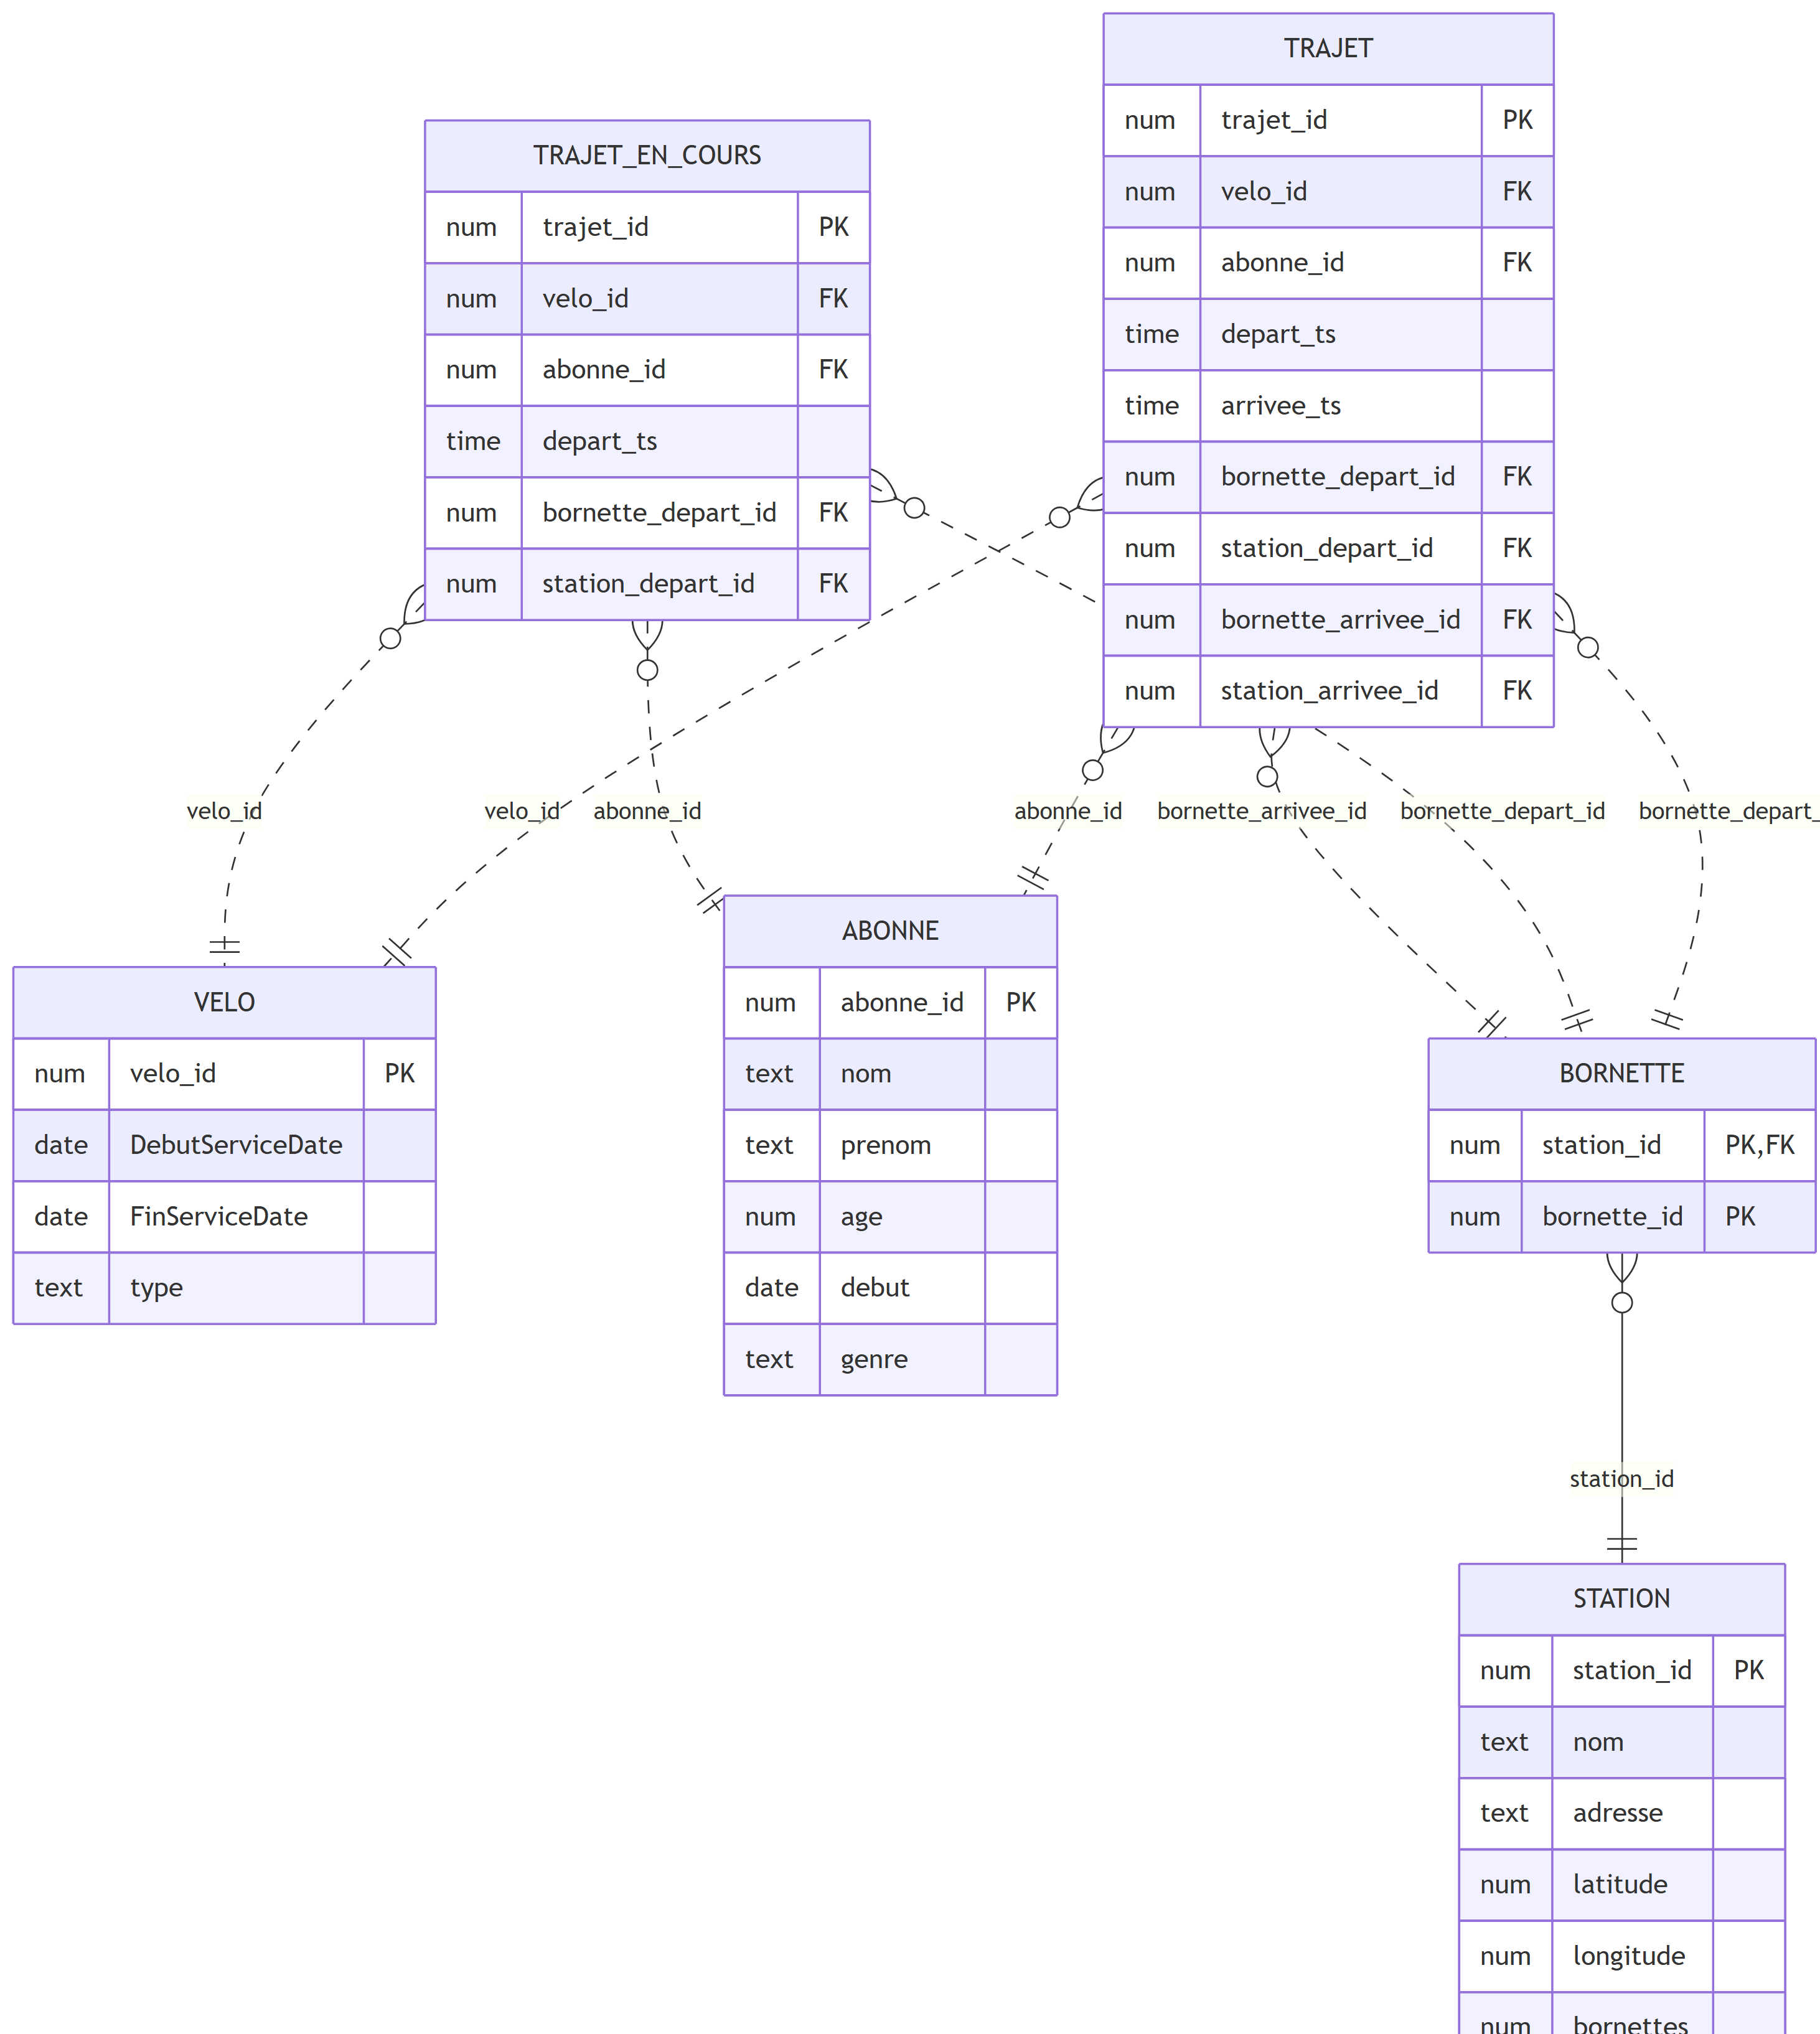 TRAJET
num trajet_id PK
num velo_id FK
num abonne_id FK
time depart_ts
time arrivee_ts
num bornette_depart_id FK
num station_depart_id FK
num bornette_arrivee_id FK
num station_arrivee_id FK
TRAJET_EN_COURS
num trajet_id PK
num velo_id FK
num abonne_id FK
time depart_ts
num bornette_depart_id FK
num station_depart_id FK
velo_id
velo_id
abonne_id
abonne_id
bornette_arrivee_id
bornette_depart_id
bornette_depart_
VELO
num velo_id PK
date DebutServiceDate
date FinServiceDate
text type
ABONNE
num abonne_id PK
text nom
text prenom
num age
date debut
text genre
BORNETTE
num station_id PK,FK
num bornette_id PK
station_id
STATION
num station_id PK
text nom
text adresse
num latitude
num longitude
num bornettes